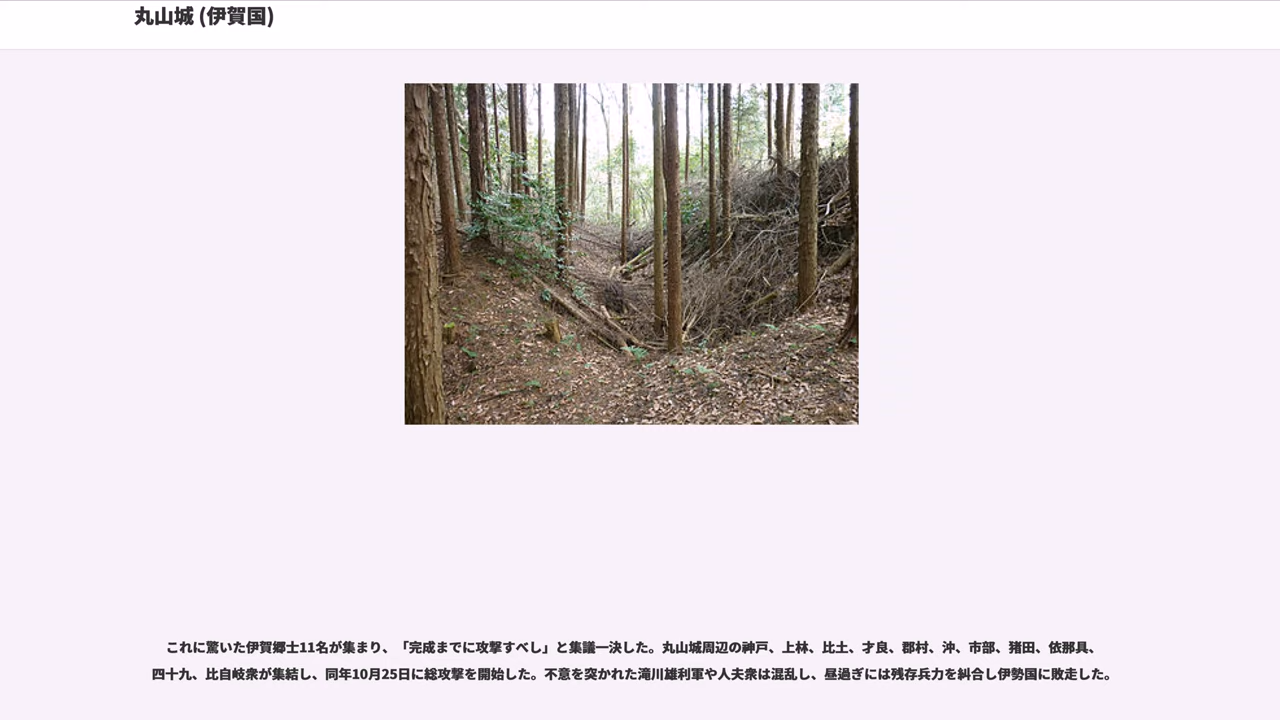 丸山城 (伊賀国)
これに驚いた伊賀郷士11名が集まり、「完成までに攻撃すべし」と集議一決した。丸山城周辺の神戸、上林、比土、才良、郡村、沖、市部、猪田、依那具、
四十九、比自岐衆が集結し、同年10月25日に総攻撃を開始した。不意を突かれた滝川雄利軍や人夫衆は混乱し、昼過ぎには残存兵力を糾合し伊勢国に敗走した。